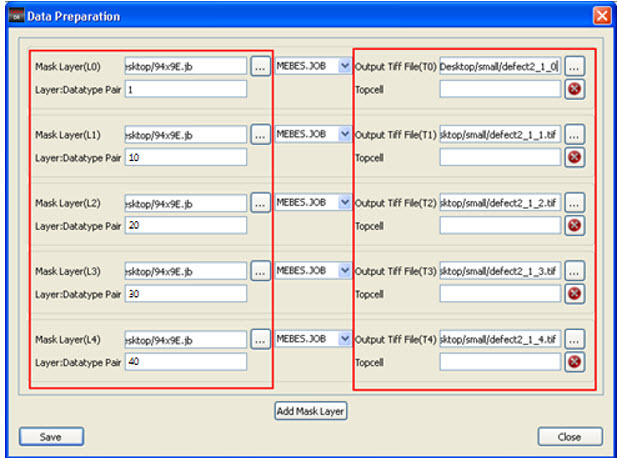 Data Preparation
Mask Layer(L0) esktop/94x9E.jb ... MEBES.JOB Output Tiff File(T0) Desktop/small/defect2_1_0 ...
Layer:Datatype Pair 1 Topcell
Mask Layer(L1) esktop/94x9E.jb ... MEBES.JOB Output Tiff File(T1) sktop/small/defect2_1_1.tif ...
Layer:Datatype Pair 10 Topcell
Mask Layer(L2) esktop/94x9E.jb ... MEBES.JOB Output Tiff File(T2) sktop/small/defect2_1_2.tif ...
Layer:Datatype Pair 20 Topcell
Mask Layer(L3) esktop/94x9E.jb ... MEBES.JOB Output Tiff File(T3) sktop/small/defect2_1_3.tif ...
Layer:Datatype Pair 30 Topcell
Mask Layer(L4) esktop/94x9E.jb ... MEBES.JOB Output Tiff File(T4) sktop/small/defect2_1_4.tif ...
Layer:Datatype Pair 40 Topcell
Add Mask Layer
Save Close